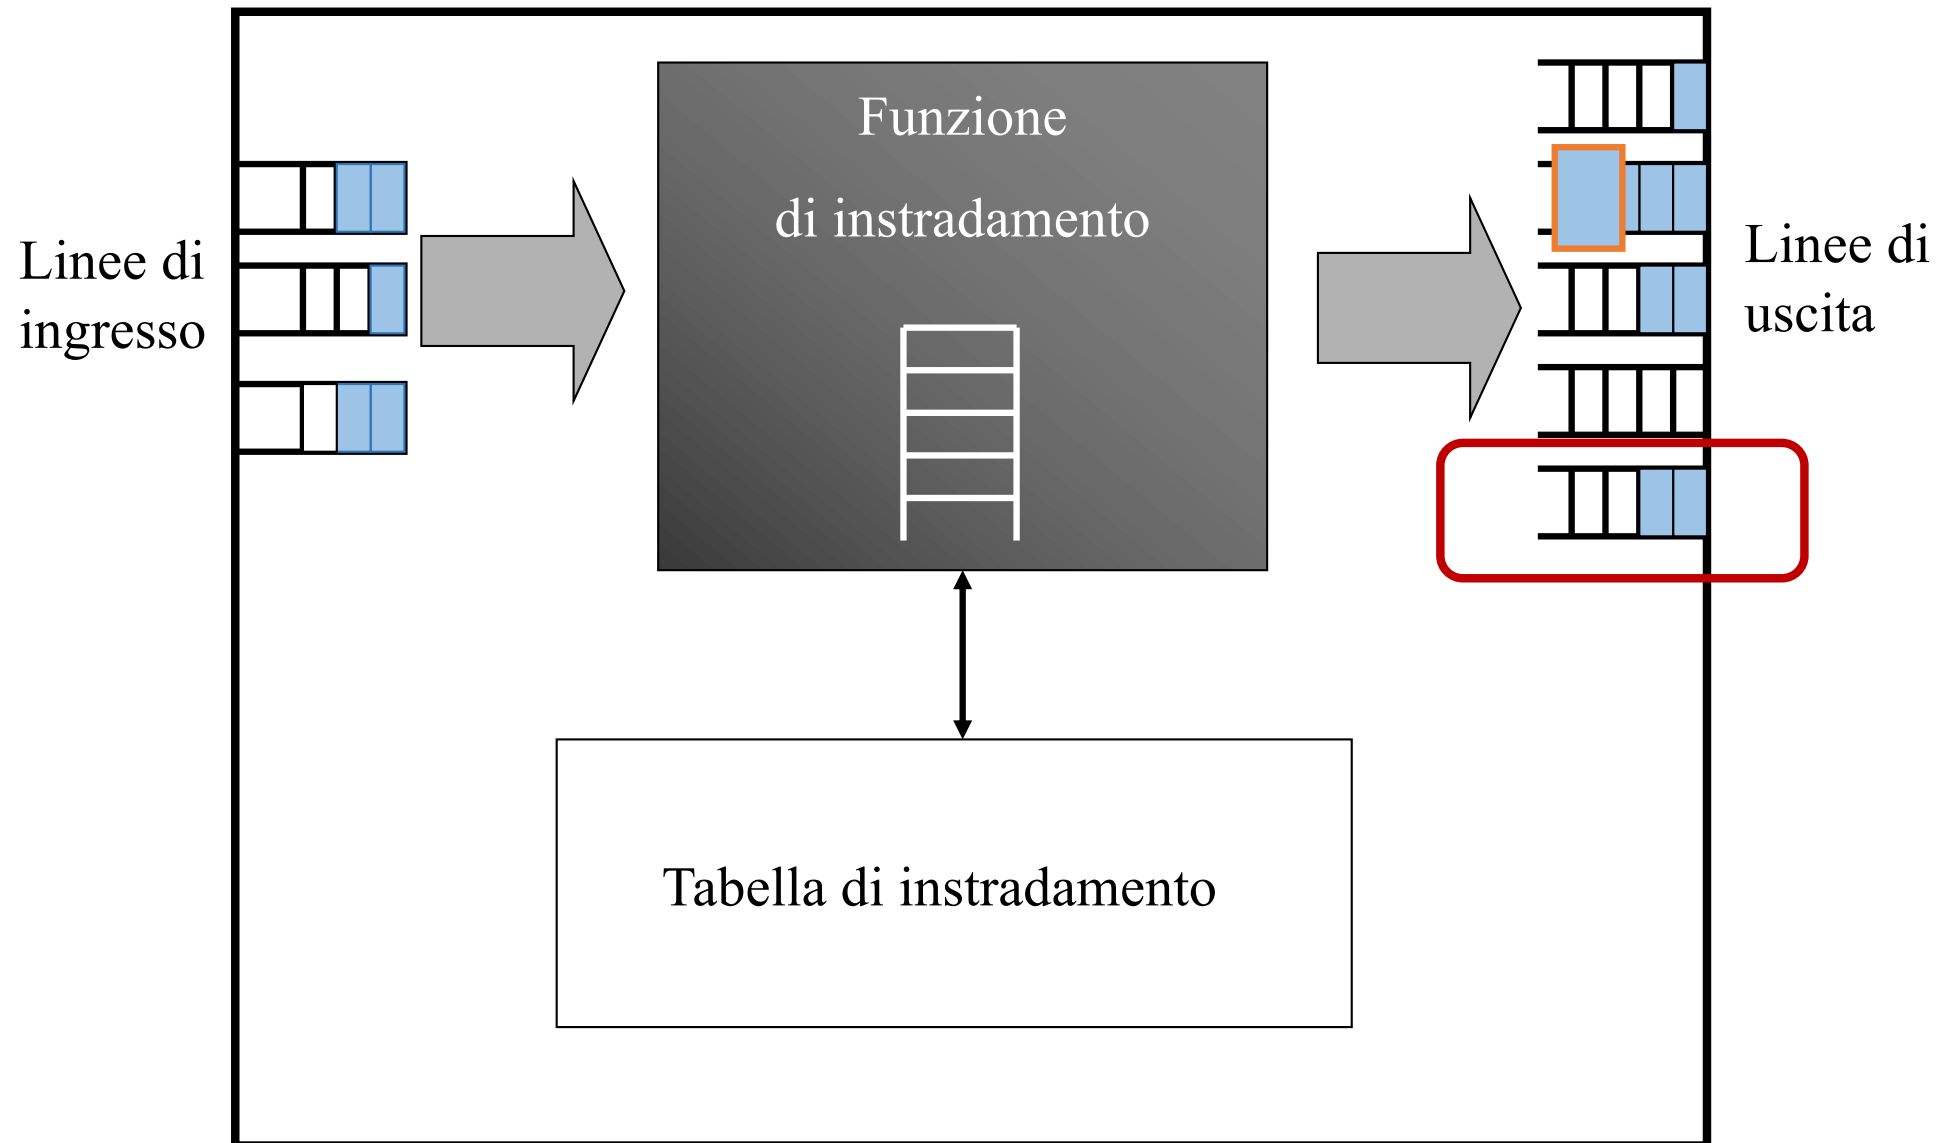 Funzione
di instradamento
Linee di
ingresso
Linee di
uscita
Tabella di instradamento